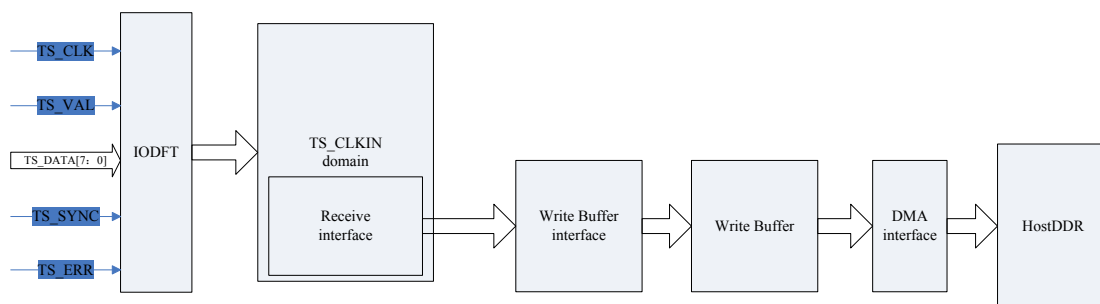 TS_CLK
TS_VAL
TS_DATA[7：0]
TS_SYNC
TS_ERR
IODFT
TS_CLKIN
domain
Receive
interface
Write Buffer
interface
Write Buffer
DMA
interface
HostDDR